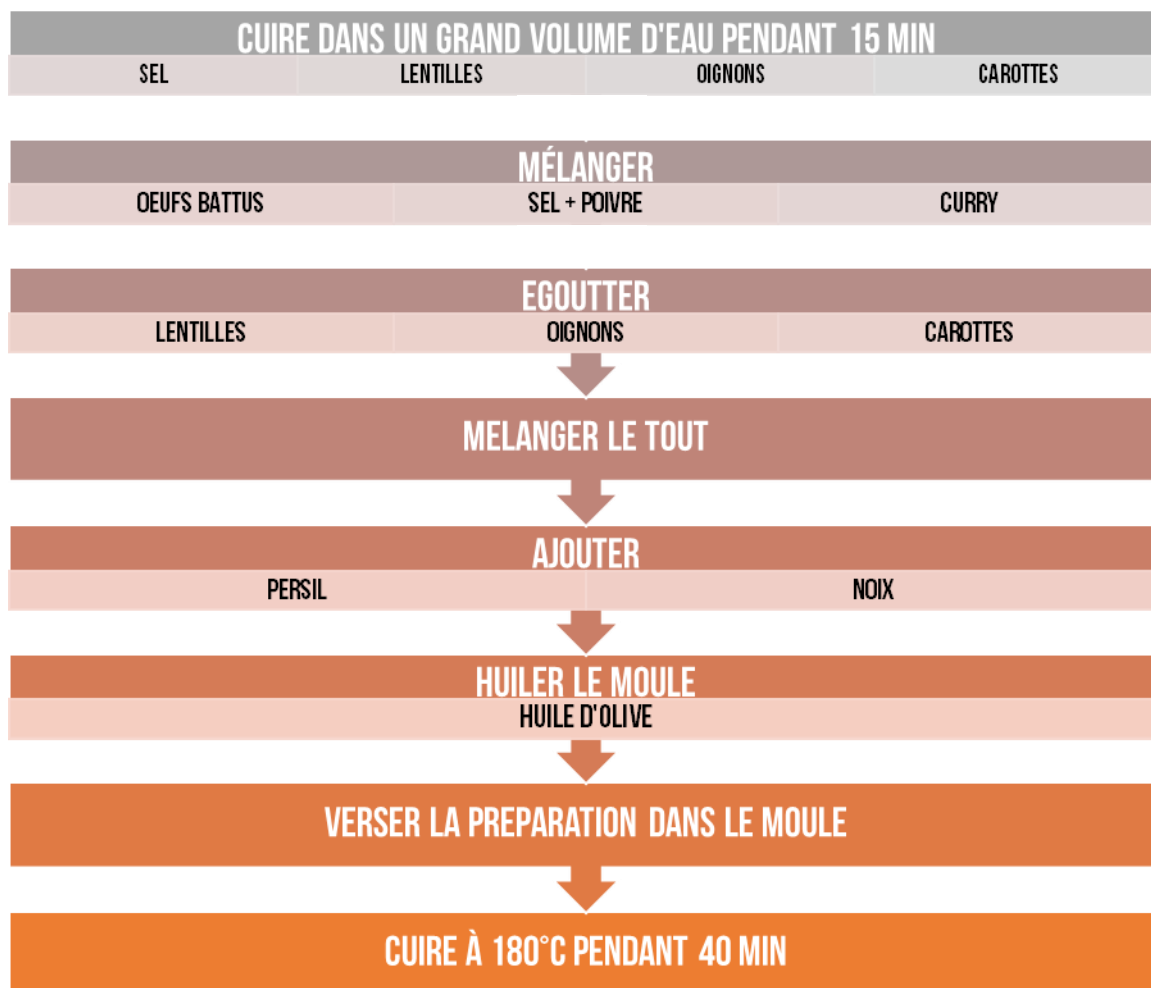 CUIRE DANS UN GRAND VOLUME D'EAU PENDANT 15 MIN
SEL LENTILLES OIGNONS CAROTTES
MÉLANGER
OEUFS BATTUS SEL + POIVRE CURRY
EGOUTTER
LENTILLES OIGNONS CAROTTES
MELANGER LE TOUT
AJOUTER
PERSIL NOIX
HUILER LE MOULE
HUILE D'OLIVE
VERSER LA PREPARATION DANS LE MOULE
CUIRE À 180°C PENDANT 40 MIN